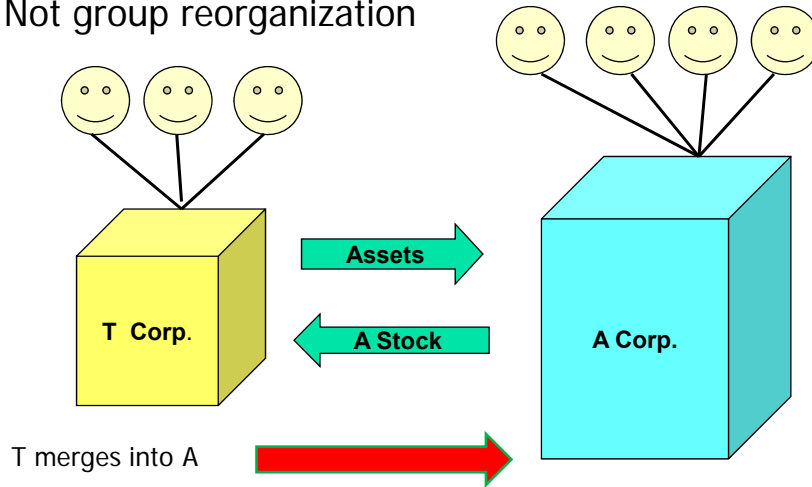 Not group reorganization
Assets
T Corp.
A Stock
A Corp.
T merges into A